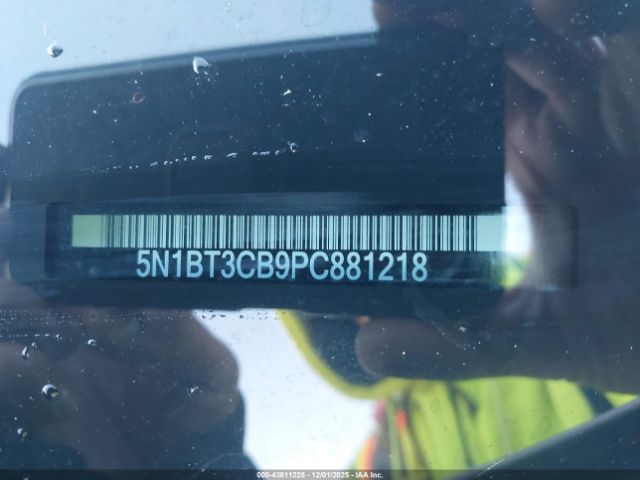 5N1BT3CB9PC881218
000-43811225 • 12/01/2025 • IAA Inc.